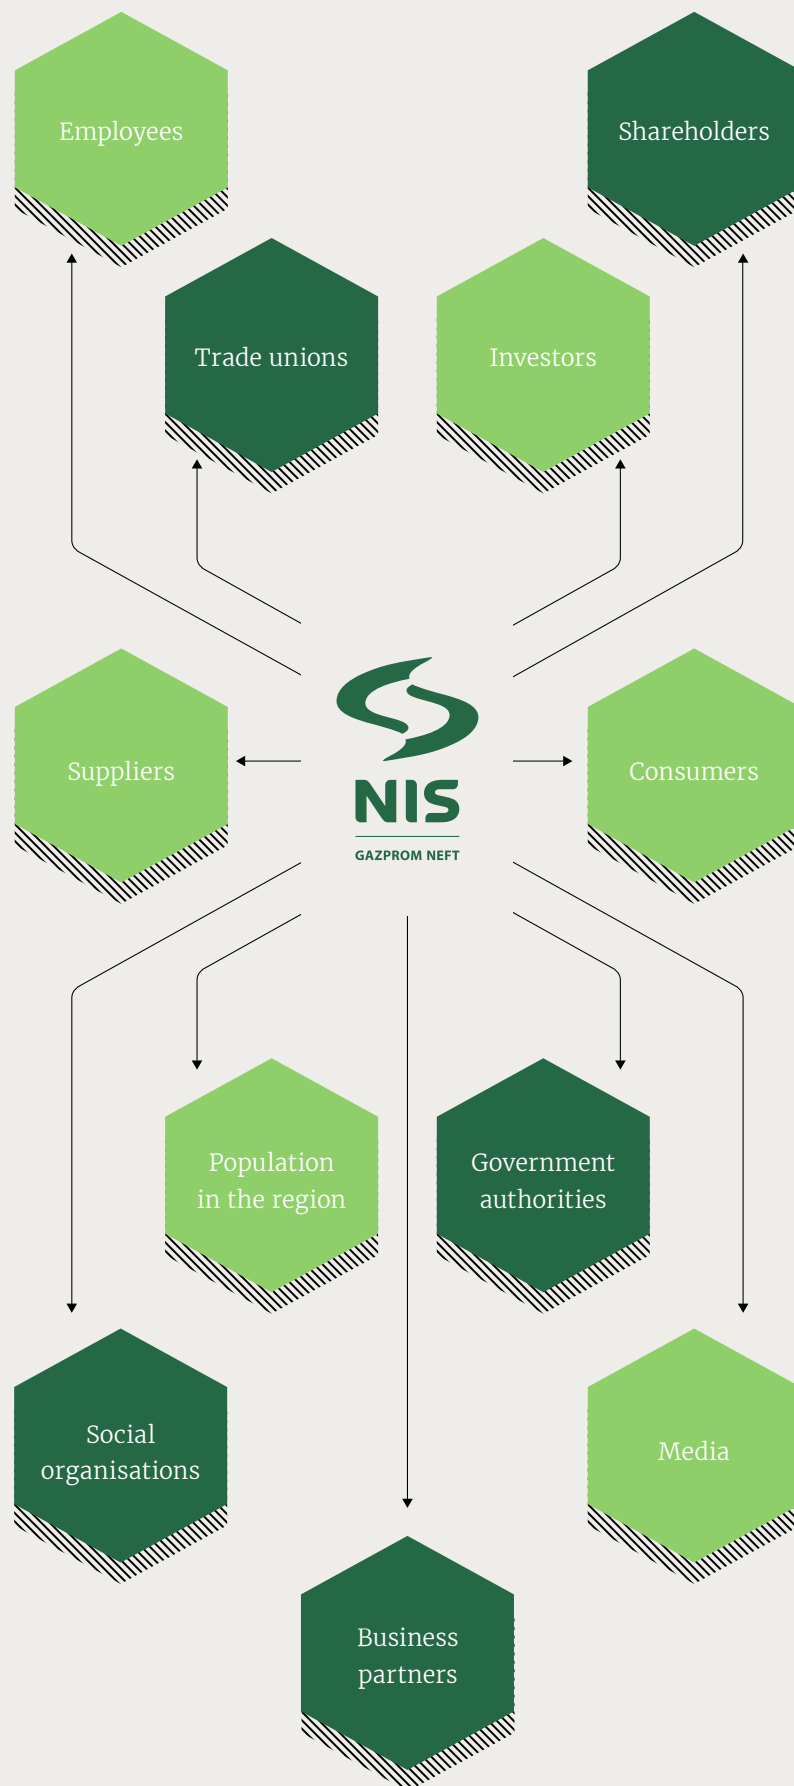 Employees
Shareholders
Trade unions
Investors
Suppliers
Consumers
NIS
GAZPROM NEFT
Population
in the region
Government
authorities
Social
organisations
Media
Business
partners